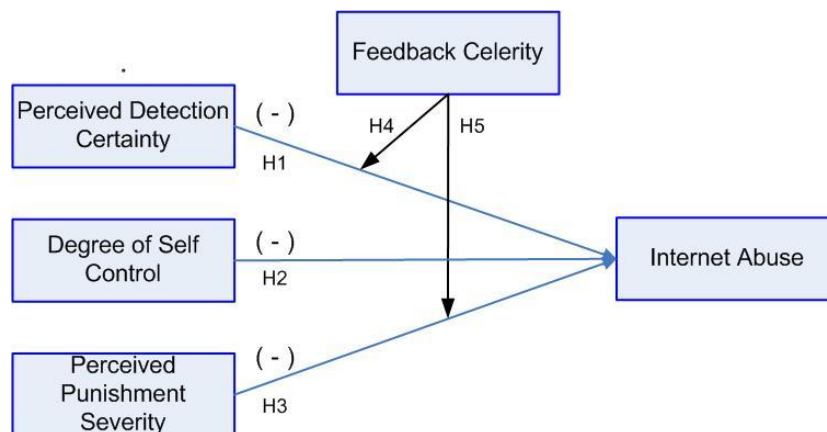 Feedback Celerity
Perceived Detection
Certainty
( - )
H1
H4
H5
Degree of Self
Control
( - )
H2
Internet Abuse
Perceived
Punishment
Severity
( - )
H3